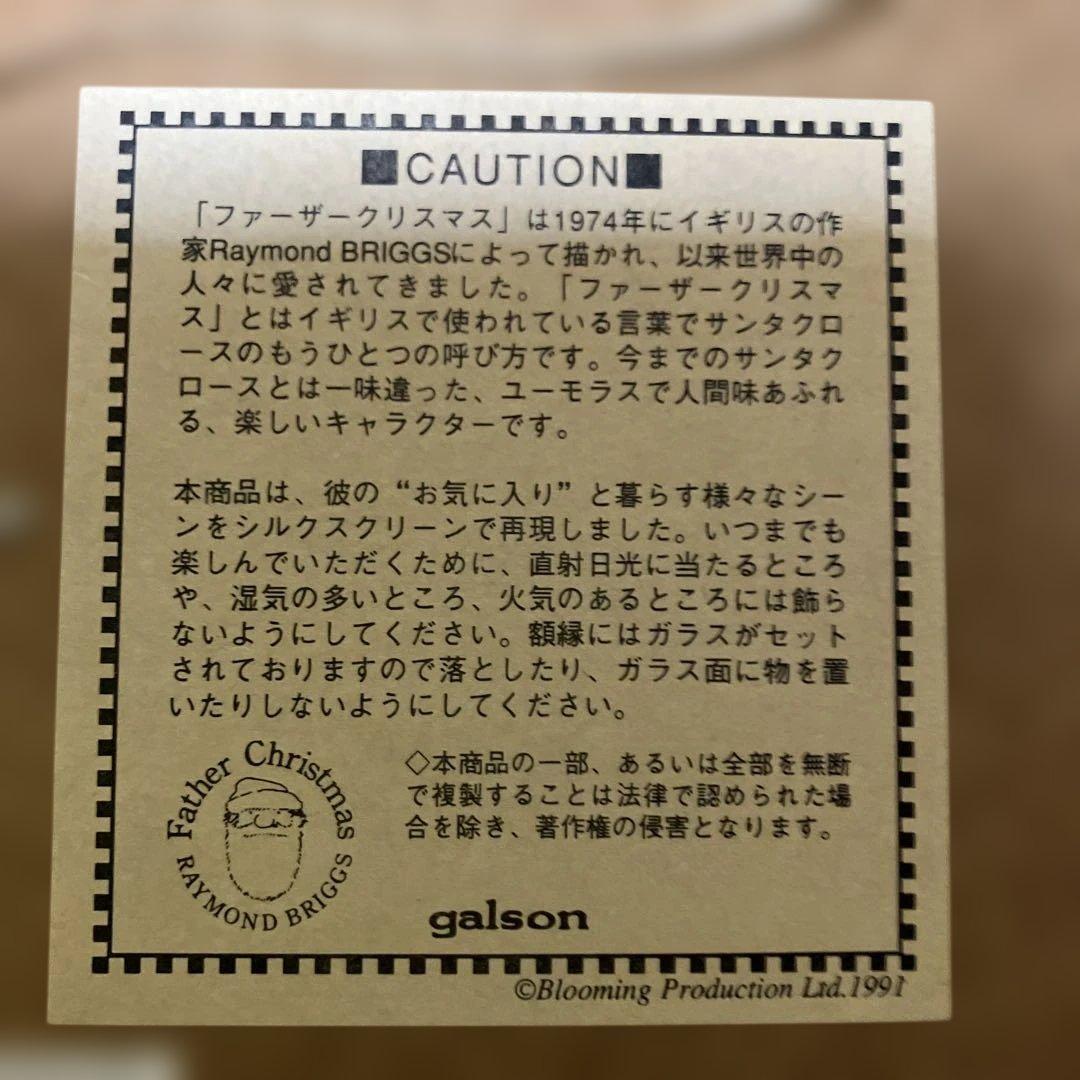 ■CAUTION■
「ファーザークリスマス」は1974年にイギリスの作
家Raymond BRIGGSによって描かれ、以来世界中の
人々に愛されてきました。「ファーザークリスマ
ス」とはイギリスで使われている言葉でサンタクロ
ースのもうひとつの呼び方です。今までのサンタク
ロースとは一味違った、ユーモラスで人間味あふれ
る、楽しいキャラクターです。
本商品は、彼の“お気に入り”と暮らす様々なシー
ンをシルクスクリーンで再現しました。いつまでも
楽しんでいただくために、直射日光に当たるところ
や、湿気の多いところ、火気のあるところには飾ら
ないようにしてください。額縁にはガラスがセット
されておりますので落としたり、ガラス面に物を置
いたりしないようにしてください。
Father Christmas
RAYMOND BRIGGS
◇本商品の一部、あるいは全部を無断
で複製することは法律で認められた場
合を除き、著作権の侵害となります。
galson
©Blooming Production Ltd.1991